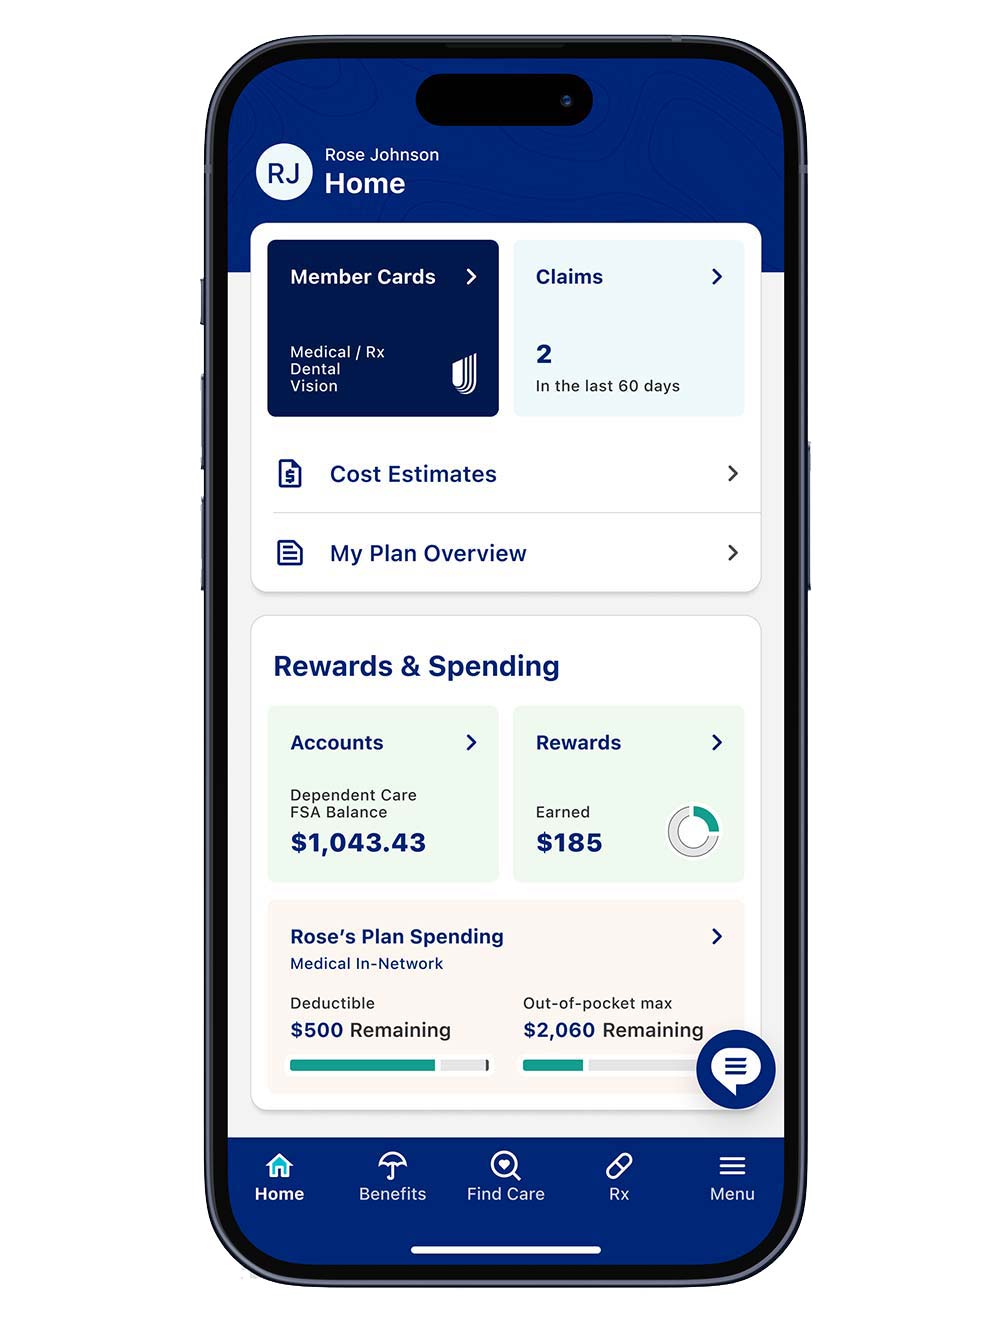 RJ
Rose Johnson
Home
Member Cards
Medical / Rx
Dental
Vision
Claims
2
In the last 60 days
Cost Estimates
My Plan Overview
Rewards & Spending
Accounts
Dependent Care
FSA Balance
$1,043.43
Rewards
Earned
$185
Rose’s Plan Spending
Medical In-Network
Deductible
$500 Remaining
Out-of-pocket max
$2,060 Remaining
Home
Benefits
Find Care
Rx
Menu